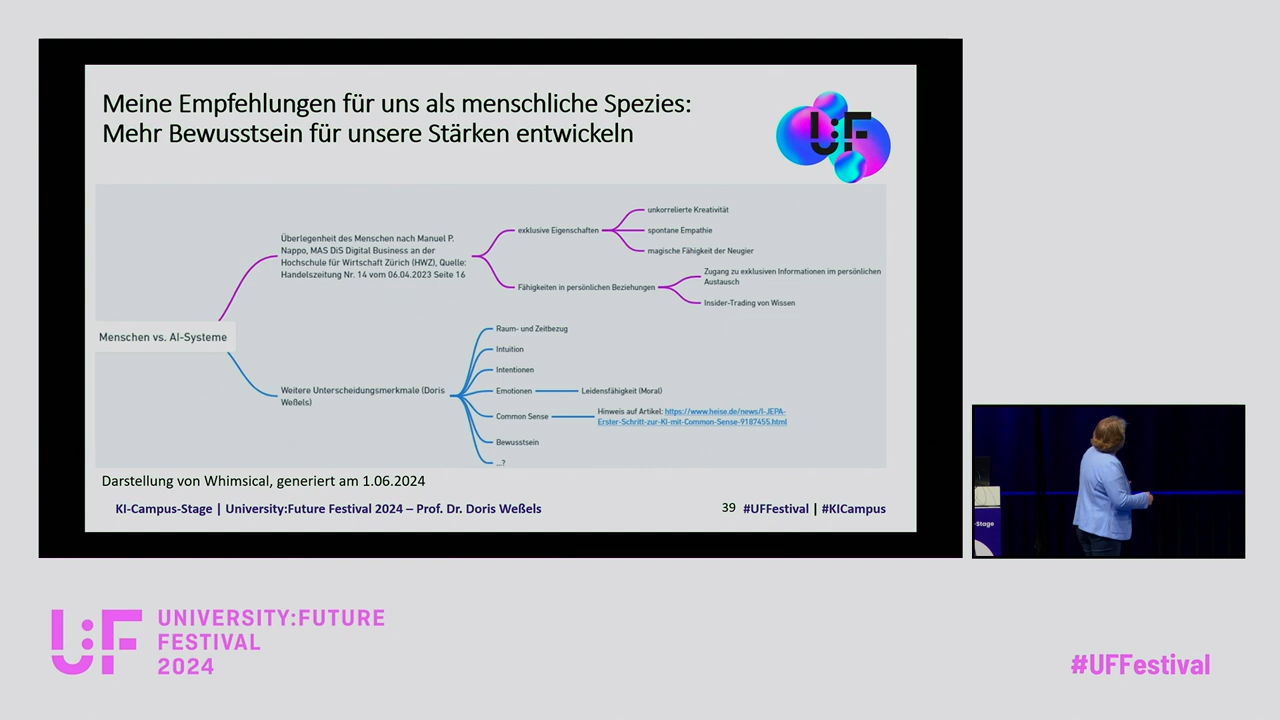 Meine Empfehlungen für uns als menschliche Spezies:
Mehr Bewusstsein für unsere Stärken entwickeln
U:F
Überlegenheit des Menschen nach Manuel P.
Nappo, MAS DiS Digital Business an der
Hochschule für Wirtschaft Zürich (HWZ), Quelle:
Handelszeitung Nr. 14 vom 06.04.2023 Seite 16
exklusive Eigenschaften
unkorrelierte Kreativität
spontane Empathie
magische Fähigkeit der Neugier
Fähigkeiten in persönlichen Beziehungen
Zugang zu exklusiven Informationen im persönlichen
Austausch
Insider-Trading von Wissen
Menschen vs. AI-Systeme
Weitere Unterscheidungsmerkmale (Doris
Weßels)
Raum- und Zeitbezug
Intuition
Intentionen
Emotionen
Leidensfähigkeit (Moral)
Common Sense
Hinweis auf Artikel: https://www.heise.de/news/I-JEPA-
Erster-Schritt-zur-KI-mit-Common-Sense-9187455.html
Bewusstsein
...?
Darstellung von Whimsical, generiert am 1.06.2024
KI-Campus-Stage | University:Future Festival 2024 – Prof. Dr. Doris Weßels
39
#UFFestival | #KICampus
-Stage
U:F
UNIVERSITY:FUTURE
FESTIVAL
2024
#UFFestival